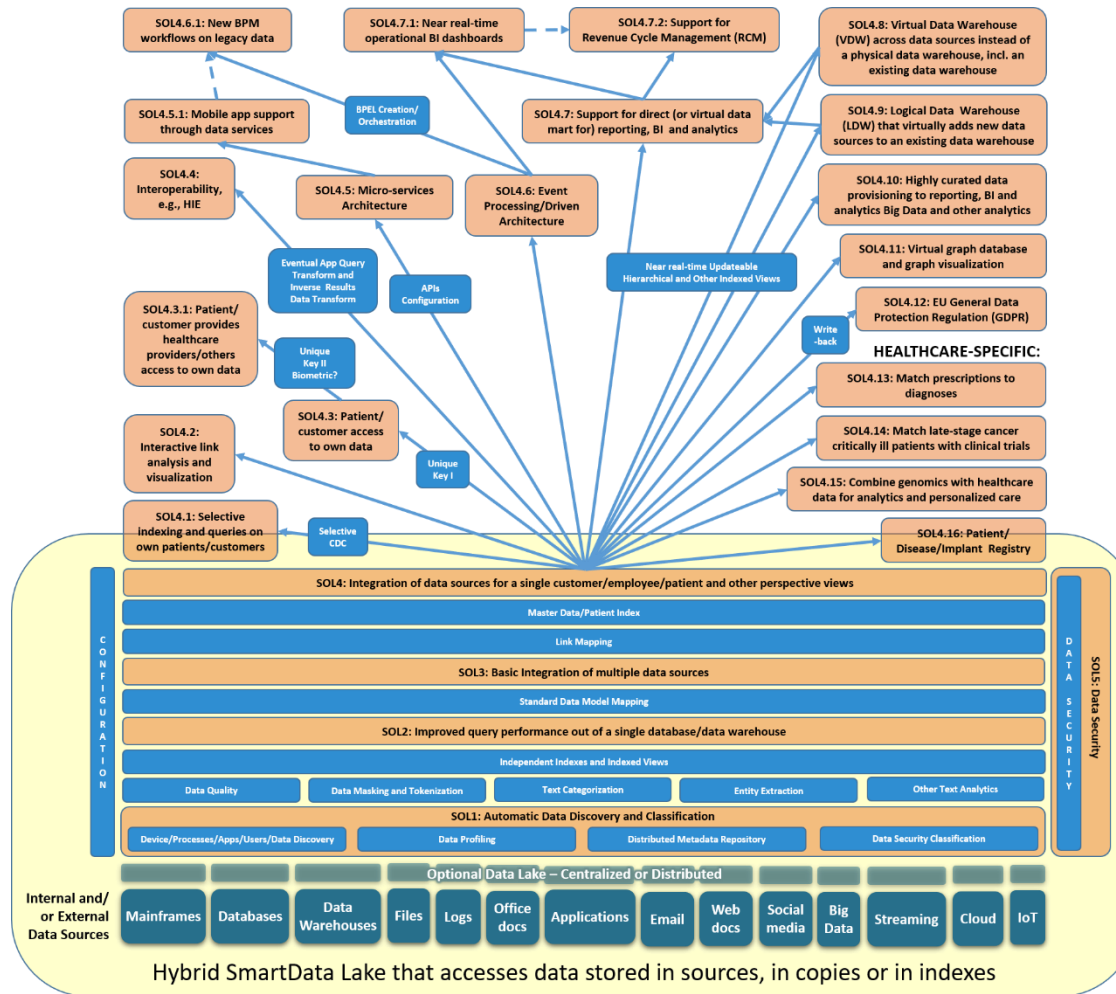 SOL4.6.1: New BPM
workflows on legacy data
SOL4.7.1: Near real-time
operational BI dashboards
SOL4.7.2: Support for
Revenue Cycle Management (RCM)
SOL4.8: Virtual Data Warehouse
(VDW) across data sources instead of
a physical data warehouse, incl. an
existing data warehouse
SOL4.5.1: Mobile app support
through data services
BPEL Creation/
Orchestration
SOL4.7: Support for direct (or virtual data
mart for) reporting, BI and analytics
SOL4.9: Logical Data Warehouse
(LDW) that virtually adds new data
sources to an existing data warehouse
SOL4.4:
Interoperability,
e.g., HIE
SOL4.5: Micro-services
Architecture
SOL4.6: Event
Processing/Driven
Architecture
SOL4.10: Highly curated data
provisioning to reporting, BI and
analytics Big Data and other analytics
Eventual App Query
Transform and
Inverse Results
Data Transform
APIs
Configuration
Near real-time Updateable
Hierarchical and Other Indexed Views
SOL4.11: Virtual graph database
and graph visualization
SOL4.3.1: Patient/
customer provides
healthcare
providers/others
access to own data
Unique
Key II
Biometric?
SOL4.12: EU General Data
Protection Regulation (GDPR)
Write
-back
HEALTHCARE-SPECIFIC:
SOL4.13: Match prescriptions to
diagnoses
SOL4.2:
Interactive link
analysis and
visualization
SOL4.3: Patient/
customer access
to own data
Unique
Key I
SOL4.14: Match late-stage cancer
critically ill patients with clinical trials
SOL4.15: Combine genomics with healthcare
data for analytics and personalized care
SOL4.1: Selective
indexing and queries on
own patients/customers
Selective
CDC
SOL4.16: Patient/
Disease/Implant Registry
CONFIGURATION
SOL4: Integration of data sources for a single customer/employee/patient and other perspective views
Master Data/Patient Index
Link Mapping
SOL3: Basic Integration of multiple data sources
Standard Data Model Mapping
SOL2: Improved query performance out of a single database/data warehouse
Independent Indexes and Indexed Views
Data Quality
Data Masking and Tokenization
Text Categorization
Entity Extraction
Other Text Analytics
SOL1: Automatic Data Discovery and Classification
Device/Processes/Apps/Users/Data Discovery
Data Profiling
Distributed Metadata Repository
Data Security Classification
DATA SECURITY
SOL5: Data Security
Optional Data Lake – Centralized or Distributed
Internal and/
or External
Data Sources
Mainframes
Databases
Data
Warehouses
Files
Logs
Office
docs
Applications
Email
Web
docs
Social
media
Big
Data
Streaming
Cloud
IoT
Hybrid SmartData Lake that accesses data stored in sources, in copies or in indexes